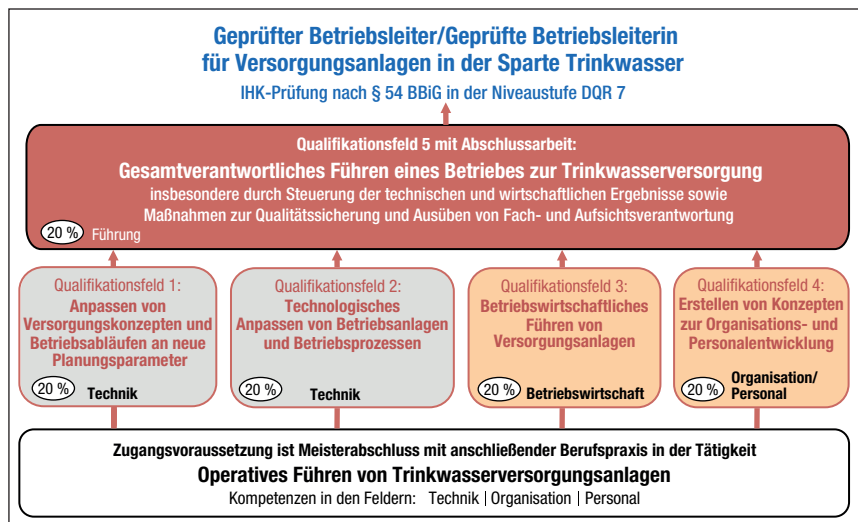 Geprüfter Betriebsleiter/Geprüfte Betriebsleiterin
für Versorgungsanlagen in der Sparte Trinkwasser
IHK-Prüfung nach § 54 BBiG in der Niveaustufe DQR 7
Qualifikationsfeld 5 mit Abschlussarbeit:
Gesamtverantwortliches Führen eines Betriebes zur Trinkwasserversorgung
insbesondere durch Steuerung der technischen und wirtschaftlichen Ergebnisse sowie
Maßnahmen zur Qualitätssicherung und Ausüben von Fach- und Aufsichtsverantwortung
20 % Führung
Qualifikationsfeld 1:
Anpassen von
Versorgungskonzepten und
Betriebsabläufen an neue
Planungsparameter
20 % Technik
Qualifikationsfeld 2:
Technologisches
Anpassen von Betriebsanlagen
und Betriebsprozessen
20 % Technik
Qualifikationsfeld 3:
Betriebswirtschaftliches
Führen von
Versorgungsanlagen
20 % Betriebswirtschaft
Qualifikationsfeld 4:
Erstellen von Konzepten
zur Organisations- und
Personalentwicklung
20 % Organisation/
Personal
Zugangsvoraussetzung ist Meisterabschluss mit anschließender Berufspraxis in der Tätigkeit
Operatives Führen von Trinkwasserversorgungsanlagen
Kompetenzen in den Feldern: Technik | Organisation | Personal